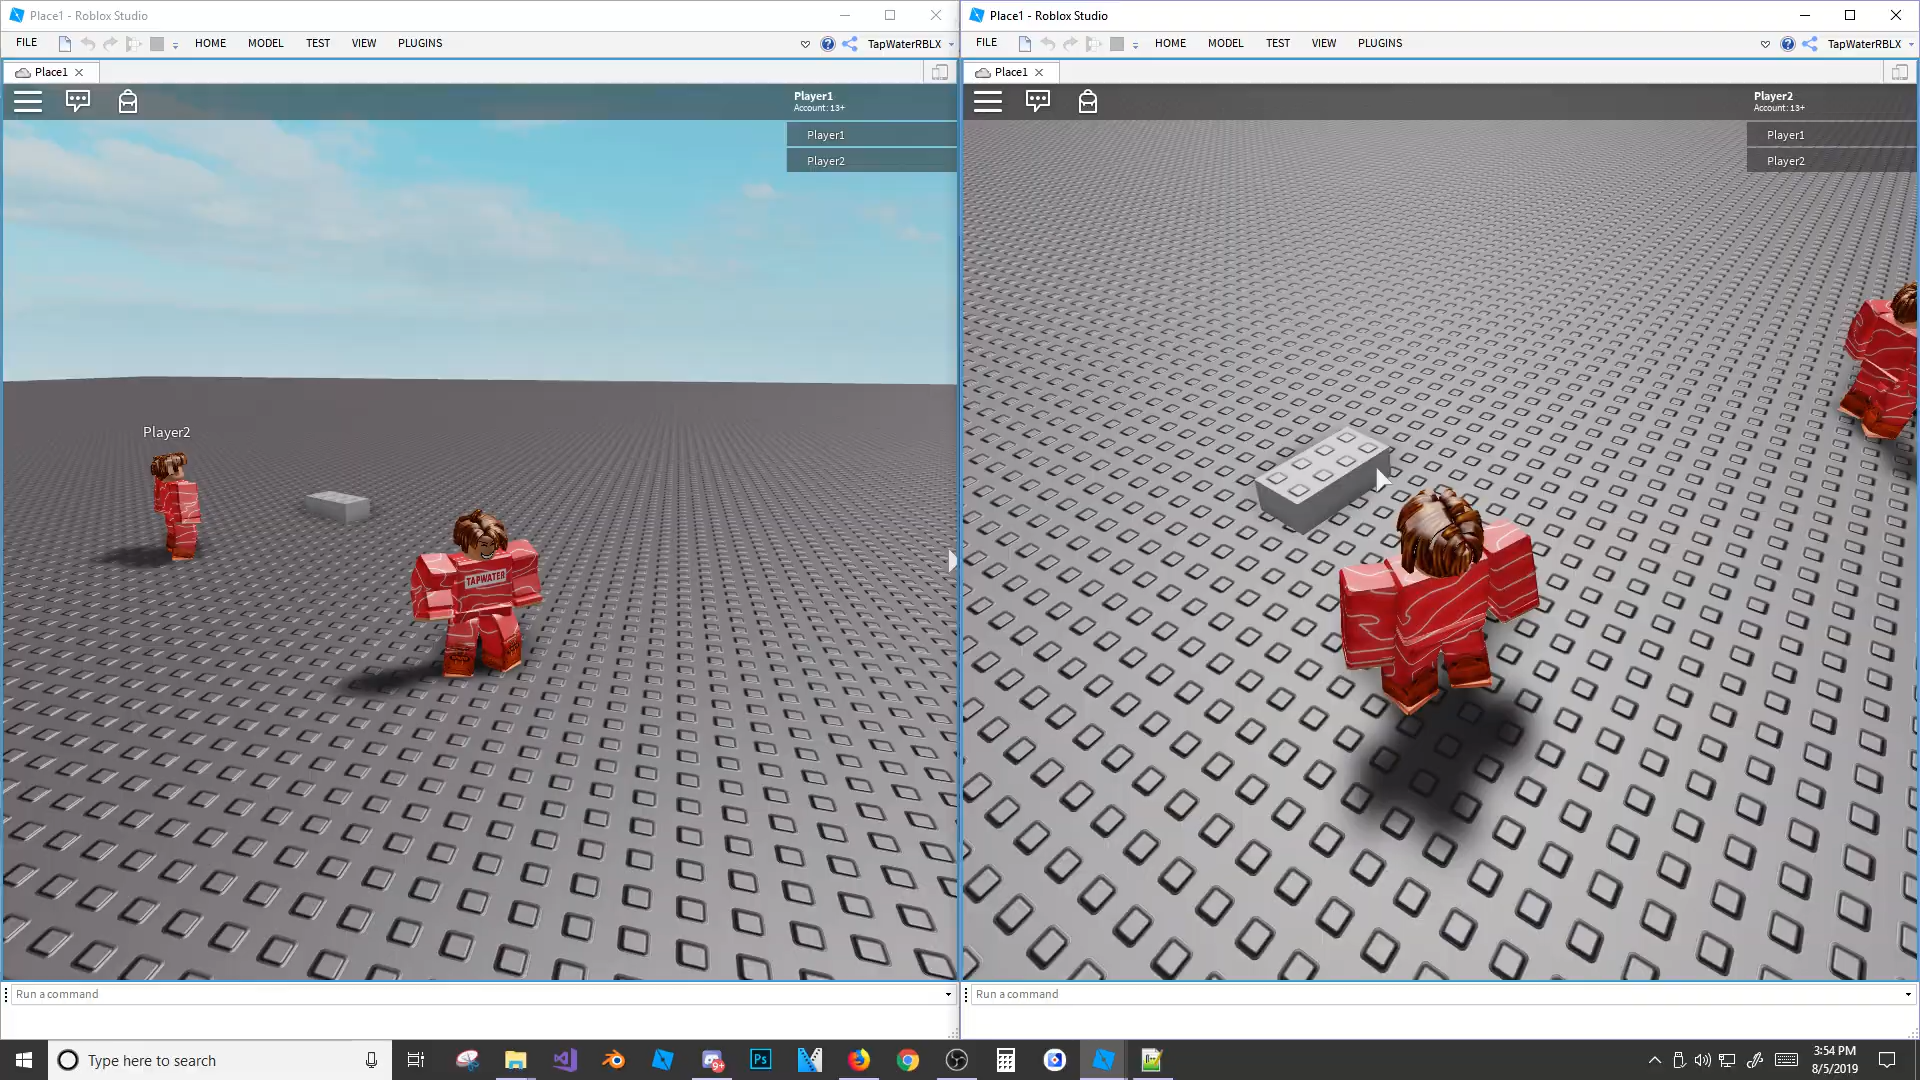 Place1 - Roblox Studio
FILE HOME MODEL TEST VIEW PLUGINS TapWaterRBLX
Place1
Player1
Account: 13+
Player1
Player2
Player2
TAPWATER
Run a command
Place1 - Roblox Studio
FILE HOME MODEL TEST VIEW PLUGINS TapWaterRBLX
Place1
Player2
Account: 13+
Player1
Player2
Run a command
Type here to search
9+
Ps
3:54 PM
8/5/2019